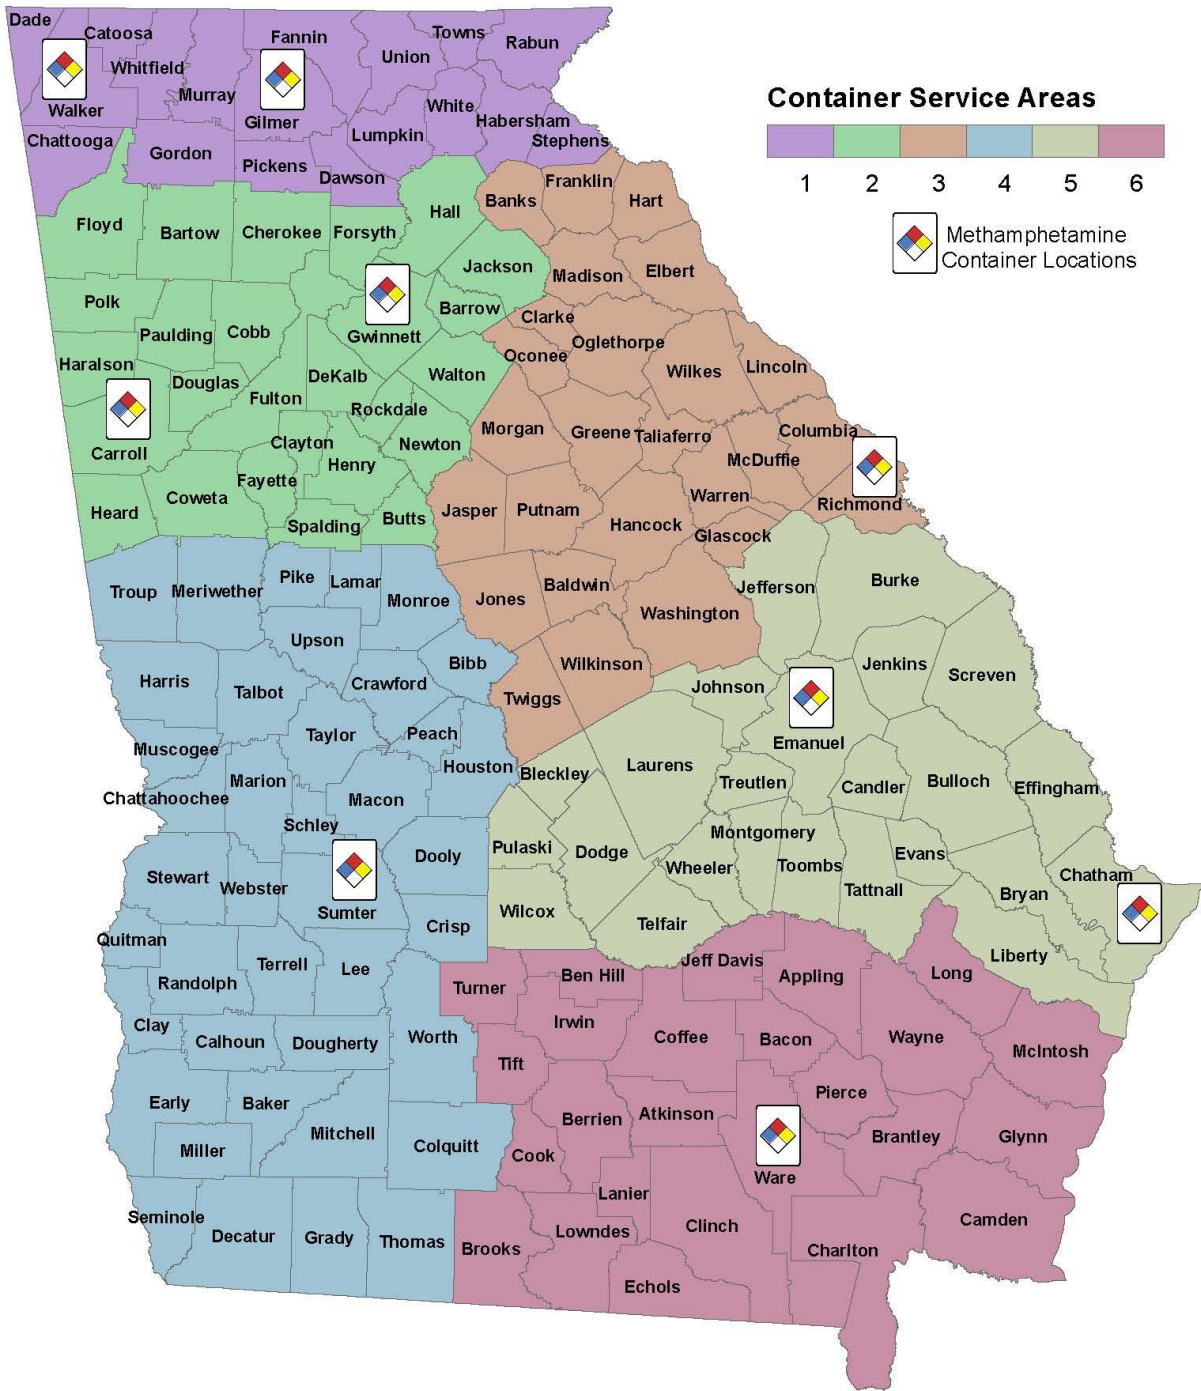 Dade
Catoosa
Fannin
Towns
Rabun
Union
Whitfield
Murray
Walker
Gilmer
White
Habersham
Lumpkin
Stephens
Chattooga
Gordon
Pickens
Dawson
Container Service Areas
1 2 3 4 5 6
Methamphetamine
Container Locations
Franklin
Banks
Hart
Hall
Floyd
Bartow
Cherokee
Forsyth
Jackson
Madison
Elbert
Polk
Barrow
Clarke
Paulding
Cobb
Gwinnett
Oglethorpe
Oconee
Haralson
Douglas
DeKalb
Walton
Wilkes
Lincoln
Fulton
Rockdale
Carroll
Clayton
Newton
Morgan
Greene
Taliaferro
Columbia
McDuffie
Henry
Fayette
Coweta
Heard
Spalding
Butts
Jasper
Putnam
Hancock
Warren
Richmond
Glascock
Troup
Meriwether
Pike
Lamar
Monroe
Jones
Baldwin
Washington
Jefferson
Burke
Upson
Bibb
Wilkinson
Jenkins
Screven
Harris
Talbot
Crawford
Twiggs
Johnson
Emanuel
Muscogee
Taylor
Peach
Houston
Bleckley
Laurens
Treutlen
Candler
Bulloch
Effingham
Chattahoochee
Marion
Macon
Schley
Dooly
Pulaski
Dodge
Montgomery
Wheeler
Toombs
Evans
Tattnall
Bryan
Chatham
Stewart
Webster
Sumter
Crisp
Wilcox
Telfair
Liberty
Quitman
Randolph
Terrell
Lee
Turner
Ben Hill
Jeff Davis
Appling
Long
Clay
Calhoun
Dougherty
Worth
Irwin
Coffee
Bacon
Wayne
McIntosh
Tift
Early
Baker
Mitchell
Miller
Colquitt
Berrien
Atkinson
Pierce
Brantley
Glynn
Cook
Ware
Lanier
Seminole
Decatur
Grady
Thomas
Brooks
Lowndes
Clinch
Charlton
Camden
Echols